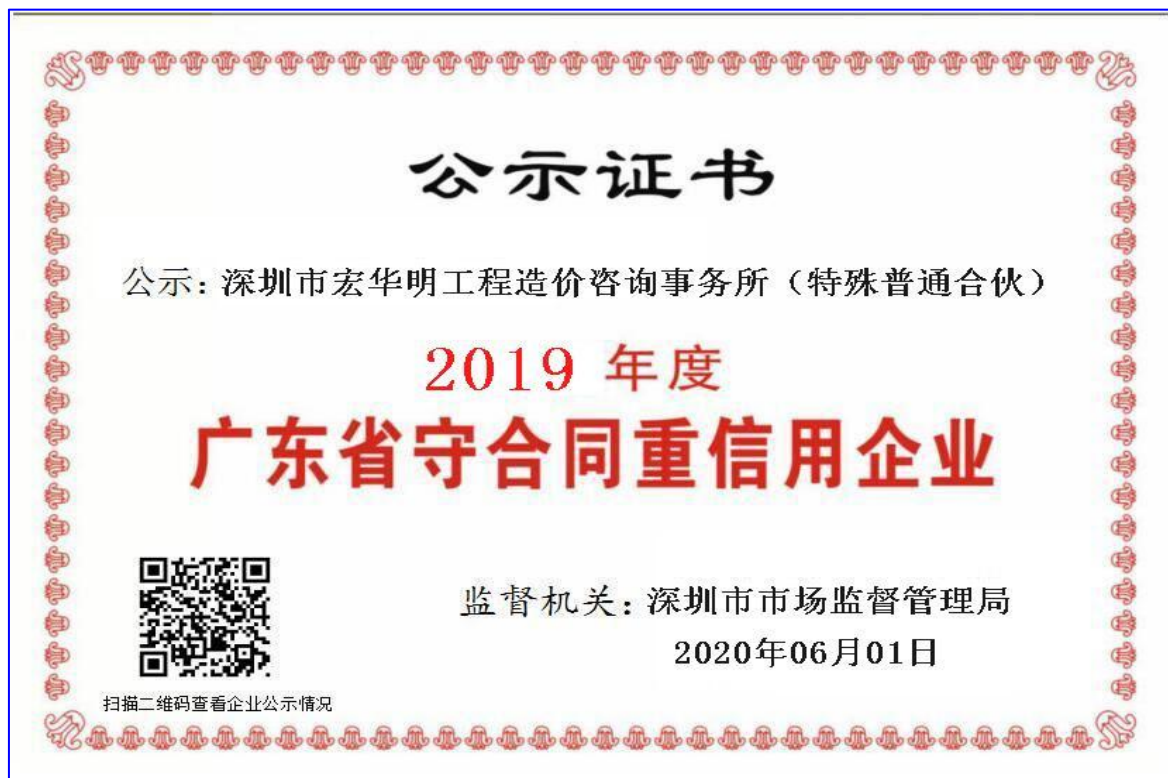 公示证书
公示：深圳市宏华明工程造价咨询事务所（特殊普通合伙）
2019 年度
广东省守合同重信用企业
监督机关：深圳市市场监督管理局
2020年06月01日
扫描二维码查看企业公示情况